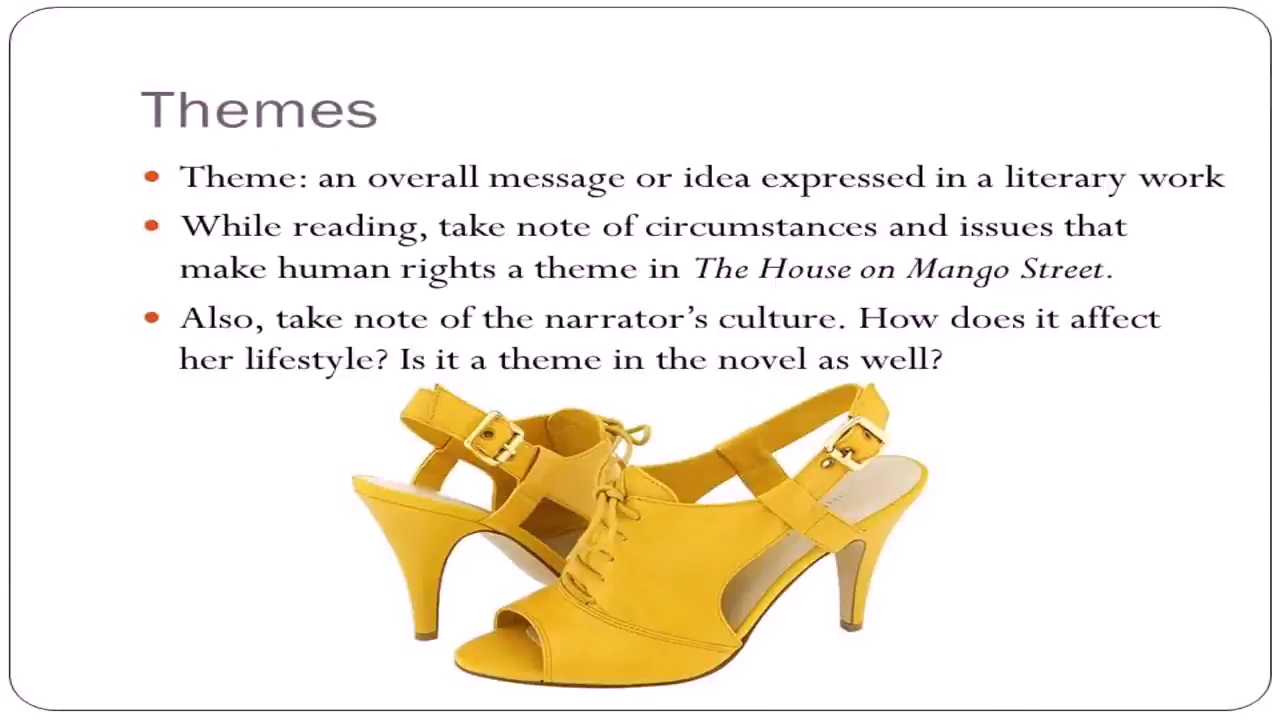 Themes
• Theme: an overall message or idea expressed in a literary work
• While reading, take note of circumstances and issues that
make human rights a theme in The House on Mango Street.
• Also, take note of the narrator's culture. How does it affect
her lifestyle? Is it a theme in the novel as well?